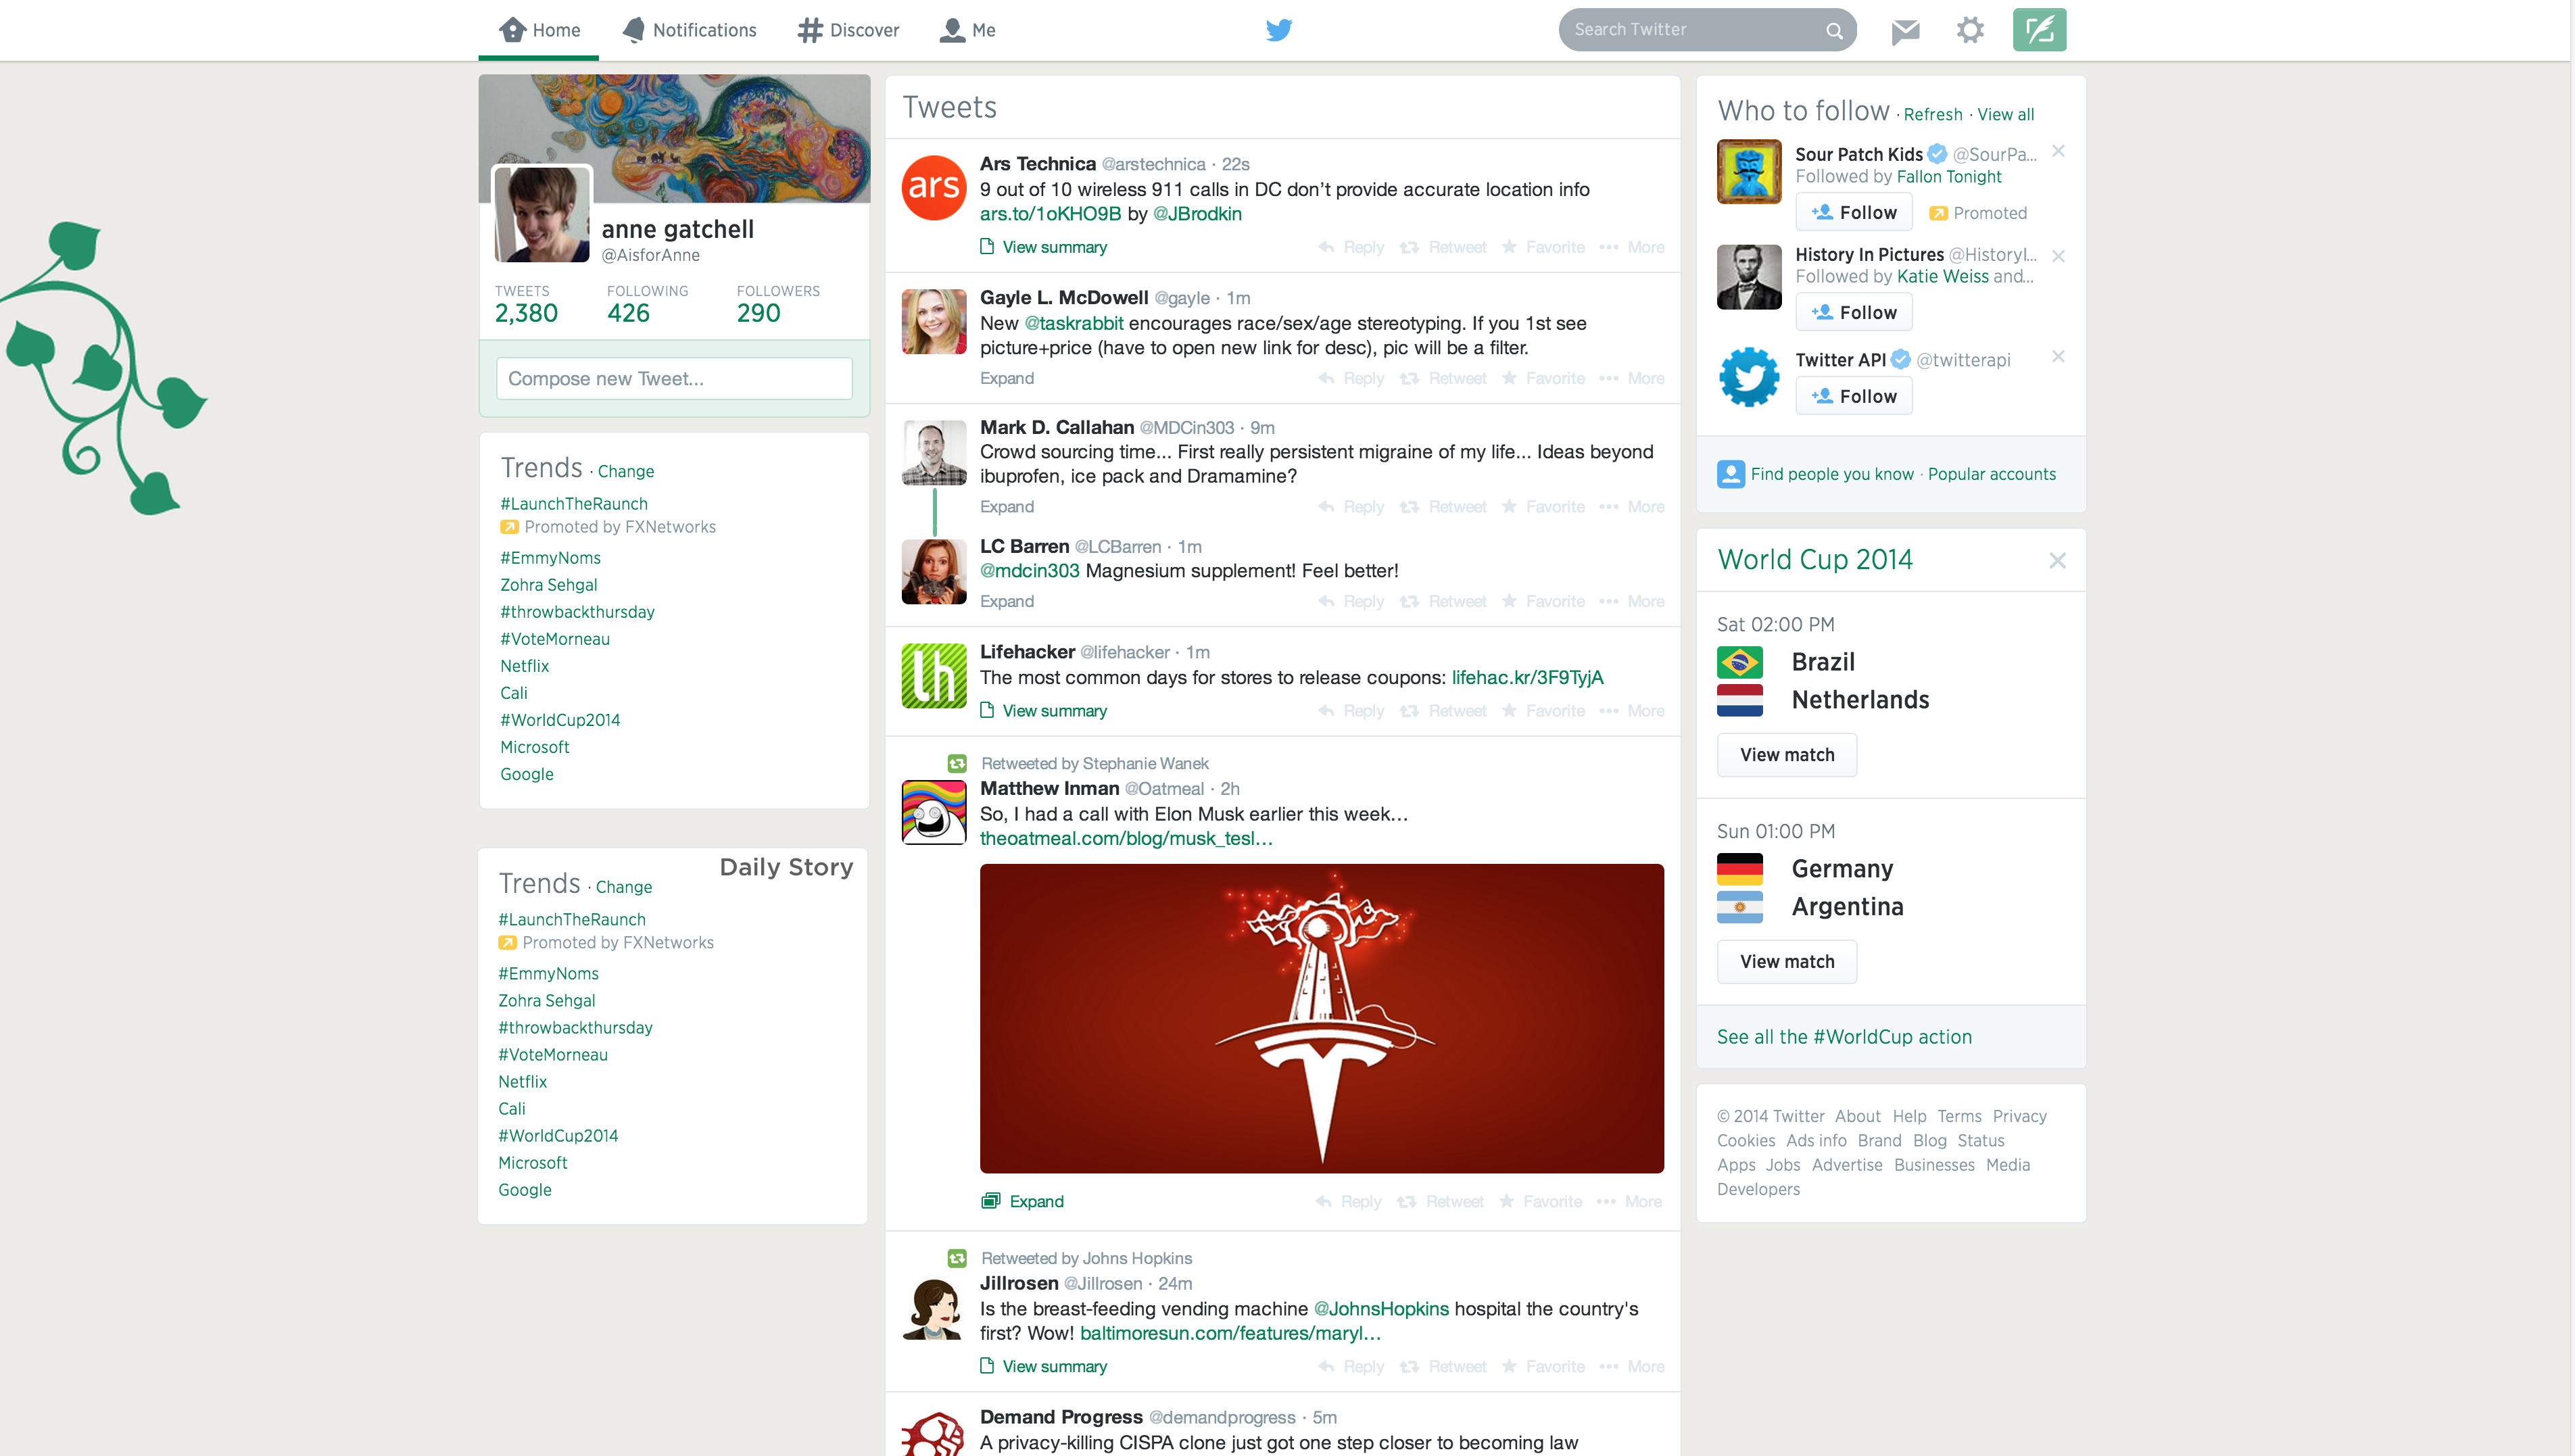 Home Notifications Discover Me
Search Twitter
anne gatchell
@AisforAnne
TWEETS FOLLOWING FOLLOWERS
2,380 426 290
Compose new Tweet...
Trends · Change
#LaunchTheRaunch
Promoted by FXNetworks
#EmmyNoms
Zohra Sehgal
#throwbackthursday
#VoteMorneau
Netflix
Cali
#WorldCup2014
Microsoft
Google
Daily Story
Trends · Change
#LaunchTheRaunch
Promoted by FXNetworks
#EmmyNoms
Zohra Sehgal
#throwbackthursday
#VoteMorneau
Netflix
Cali
#WorldCup2014
Microsoft
Google
Tweets
ars
Ars Technica @arstechnica · 22s
9 out of 10 wireless 911 calls in DC don’t provide accurate location info
ars.to/1oKHO9B by @JBrodkin
View summary Reply Retweet Favorite More
Gayle L. McDowell @gayle · 1m
New @taskrabbit encourages race/sex/age stereotyping. If you 1st see
picture+price (have to open new link for desc), pic will be a filter.
Expand Reply Retweet Favorite More
Mark D. Callahan @MDCin303 · 9m
Crowd sourcing time... First really persistent migraine of my life... Ideas beyond
ibuprofen, ice pack and Dramamine?
Expand Reply Retweet Favorite More
LC Barren @LCBarren · 1m
@mdcin303 Magnesium supplement! Feel better!
Expand Reply Retweet Favorite More
lh
Lifehacker @lifehacker · 1m
The most common days for stores to release coupons: lifehac.kr/3F9TyjA
View summary Reply Retweet Favorite More
Retweeted by Stephanie Wanek
Matthew Inman @Oatmeal · 2h
So, I had a call with Elon Musk earlier this week…
theoatmeal.com/blog/musk_tesl…
Expand Reply Retweet Favorite More
Retweeted by Johns Hopkins
Jillrosen @Jillrosen · 24m
Is the breast-feeding vending machine @JohnsHopkins hospital the country's
first? Wow! baltimoresun.com/features/maryl…
View summary Reply Retweet Favorite More
Demand Progress @demandprogress · 5m
A privacy-killing CISPA clone just got one step closer to becoming law
Who to follow · Refresh · View all
Sour Patch Kids @SourPa...
Followed by Fallon Tonight
Follow Promoted
History In Pictures @HistoryI...
Followed by Katie Weiss and...
Follow
Twitter API @twitterapi
Follow
Find people you know · Popular accounts
World Cup 2014
Sat 02:00 PM
Brazil
Netherlands
View match
Sun 01:00 PM
Germany
Argentina
View match
See all the #WorldCup action
© 2014 Twitter About Help Terms Privacy
Cookies Ads info Brand Blog Status
Apps Jobs Advertise Businesses Media
Developers